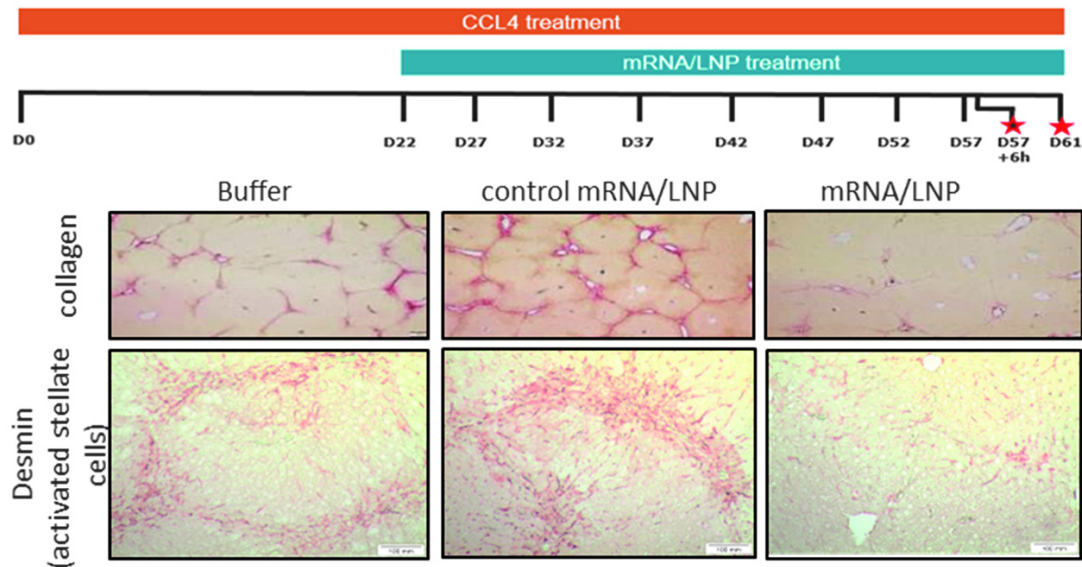 CCL4 treatment
mRNA/LNP treatment
D0 D22 D27 D32 D37 D42 D47 D52 D57 D57 D61
+6h
Buffer control mRNA/LNP mRNA/LNP
collagen
Desmin
(activated stellate
cells)